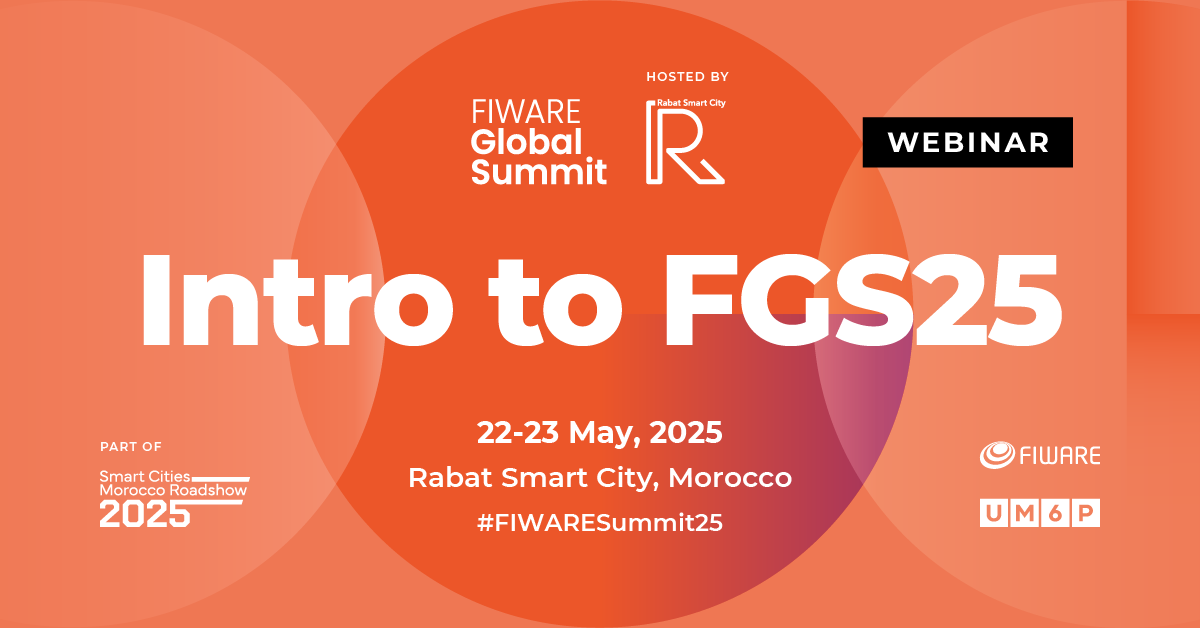 HOSTED BY
FIWARE
Global
Summit
Rabat Smart City
R
WEBINAR
Intro to FGS25
22-23 May, 2025
Rabat Smart City, Morocco
#FIWARESummit25
PART OF
Smart Cities
Morocco Roadshow
2025
FIWARE
UM6P